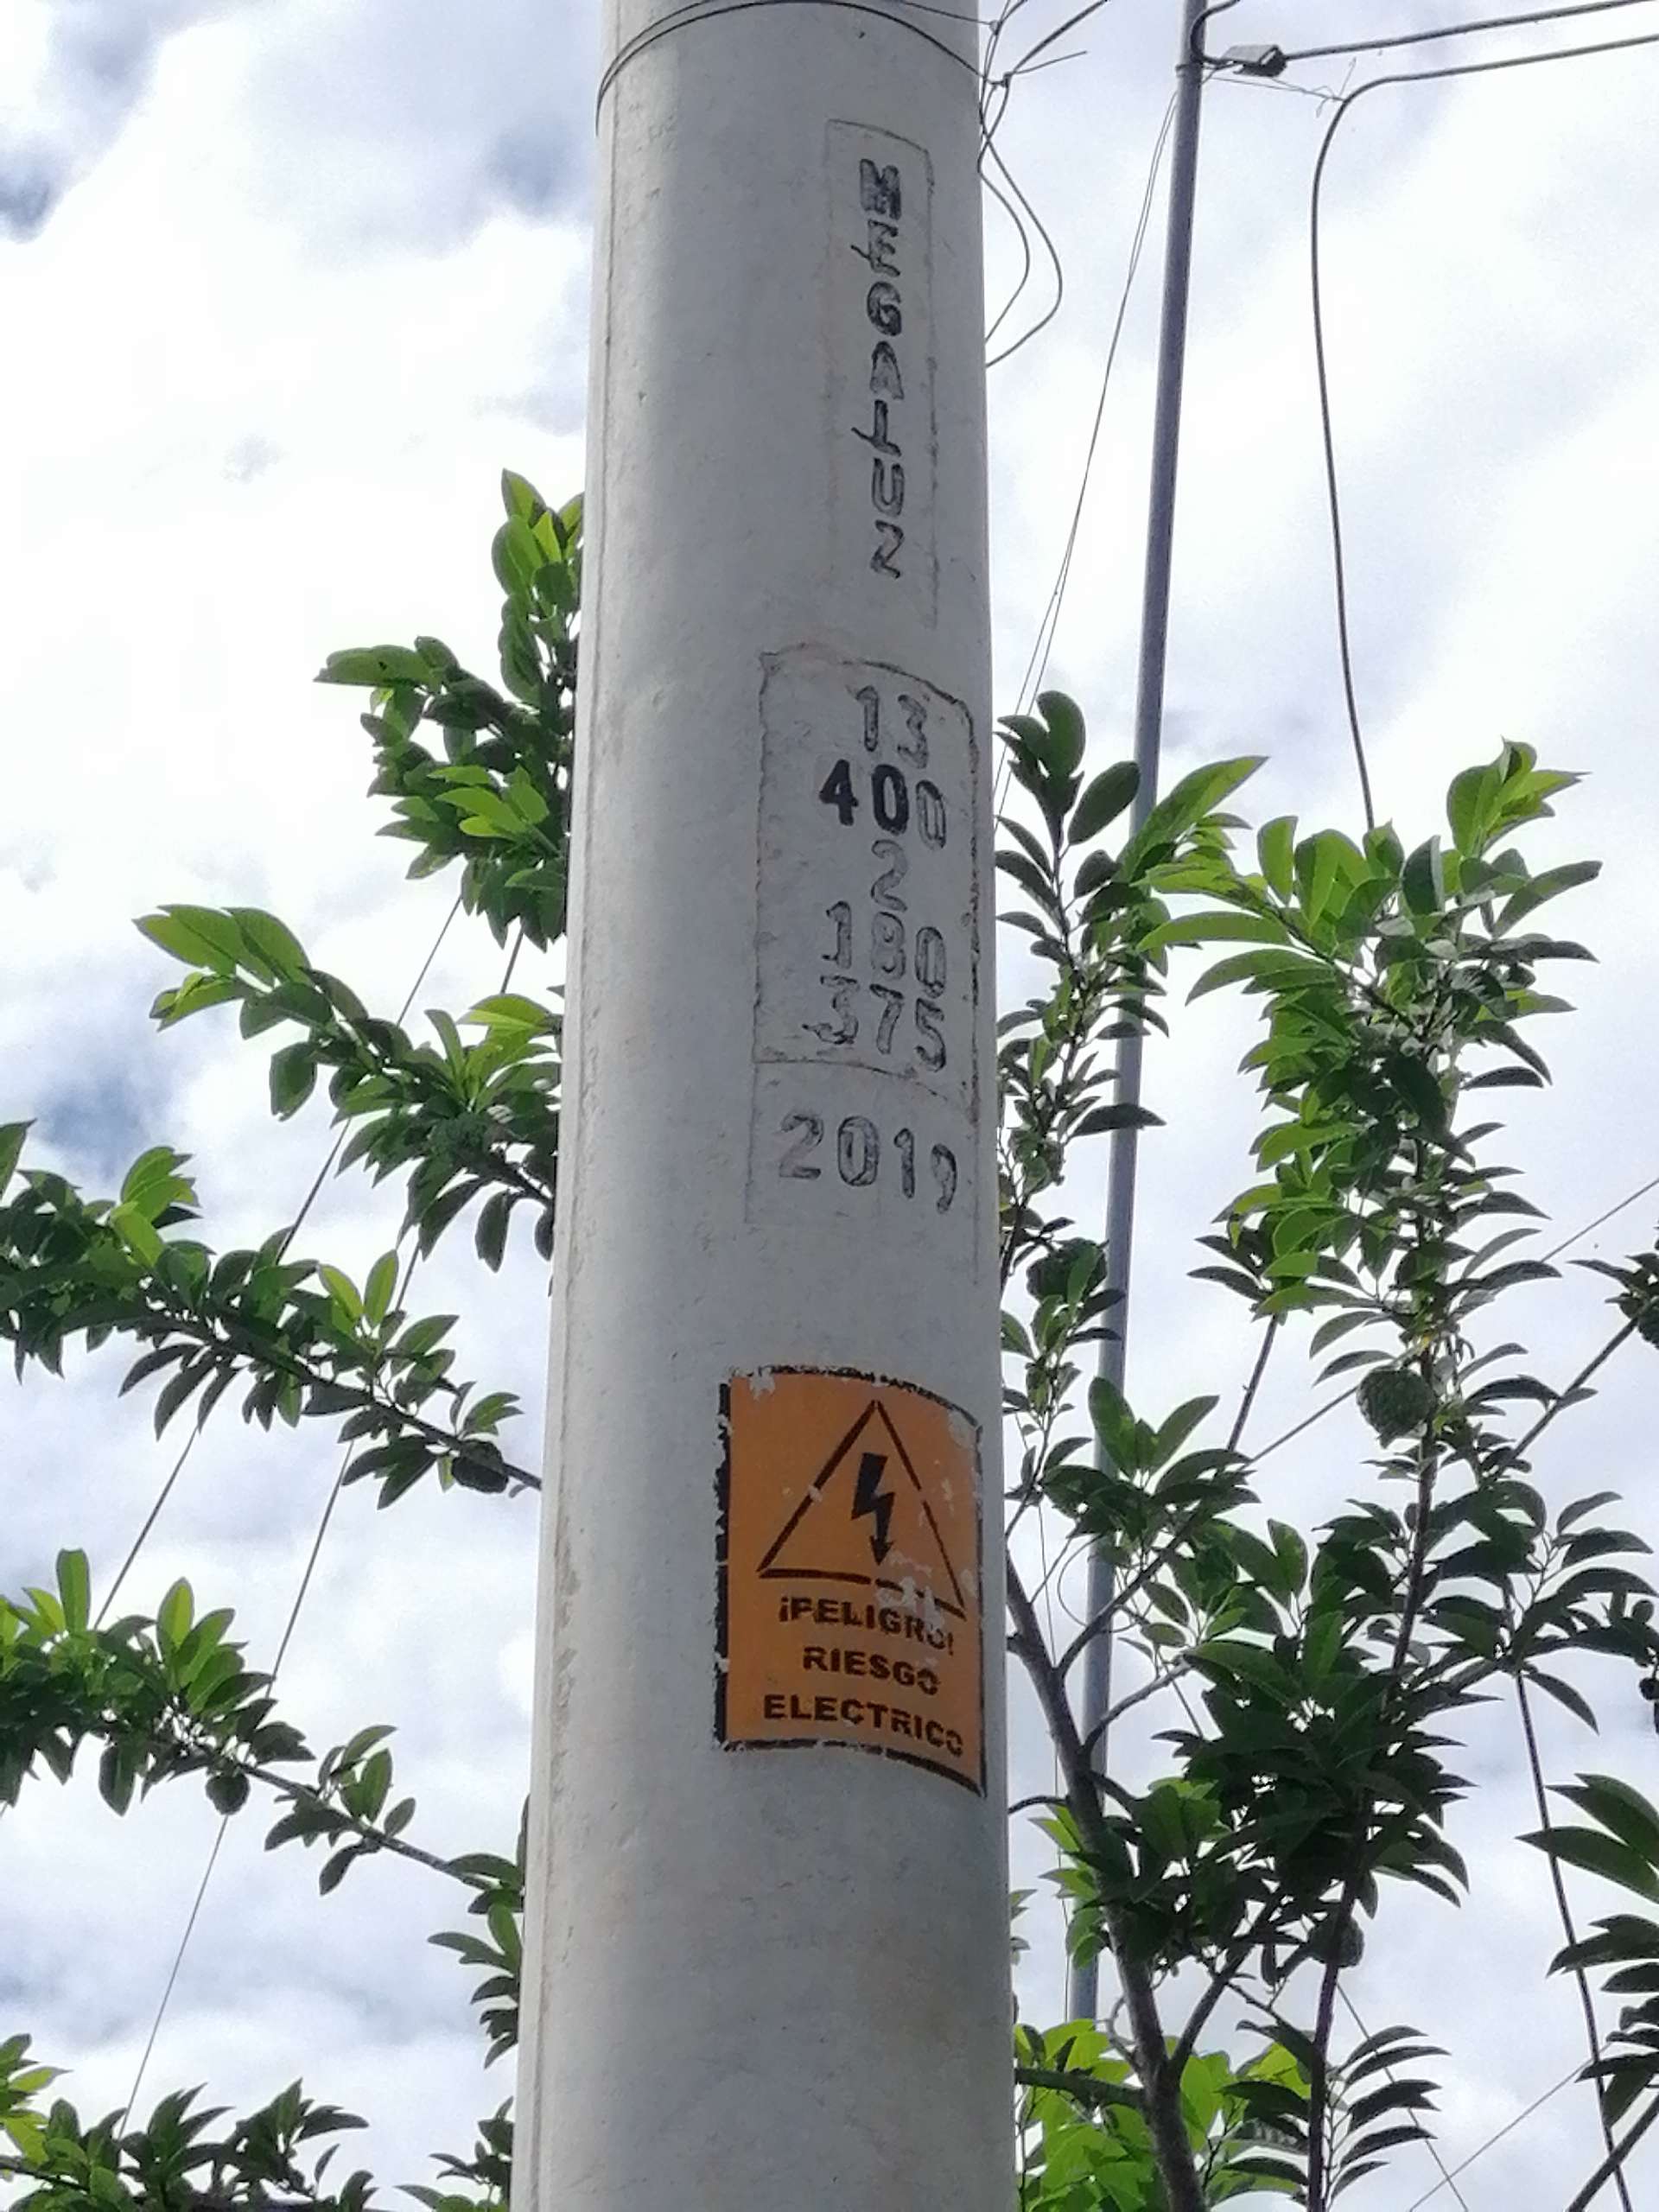 MEGALUZ
13
400
2
180
375
2019
¡PELIGRO!
RIESGO
ELECTRICO